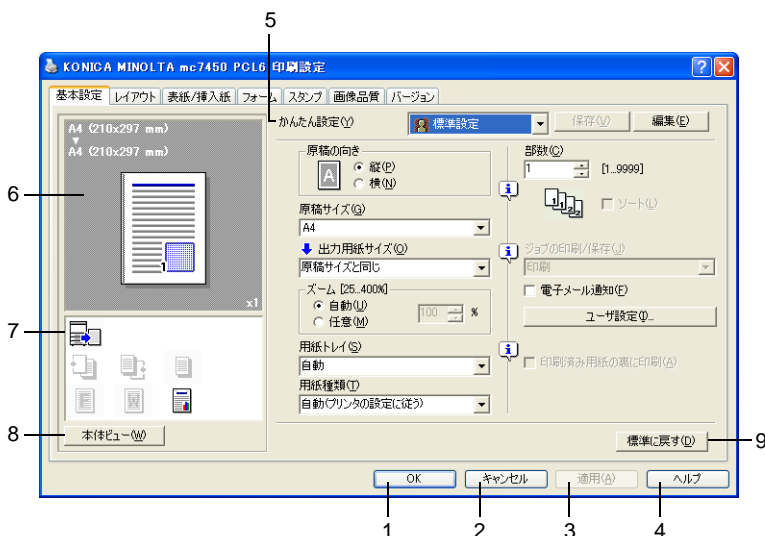 5
KONICA MINOLTA mc7450 PCL6 印刷設定
基本設定 レイアウト 表紙/挿入紙 フォーム スタンプ 画像品質 バージョン
かんたん設定(Y) 標準設定 保存(V) 編集(E)
A4 (210x297 mm)
A4 (210x297 mm)
6
1
x1
原稿の向き
A 縦(P)
横(N)
原稿サイズ(G)
A4
出力用紙サイズ(O)
原稿サイズと同じ
ズーム [25...400%]
自動(U)
任意(M)
100 %
用紙トレイ(S)
自動
用紙種類(T)
自動(プリンタの設定に従う)
部数(C)
1 [1...9999]
1 1 2 2 ソート(L)
ジョブの印刷/保存(J)
印刷
電子メール通知(F)
ユーザ設定(I)...
印刷済み用紙の裏に印刷(A)
7
8 本体ビュー(W)
標準に戻す(D) 9
OK キャンセル 適用(A) ヘルプ
1 2 3 4